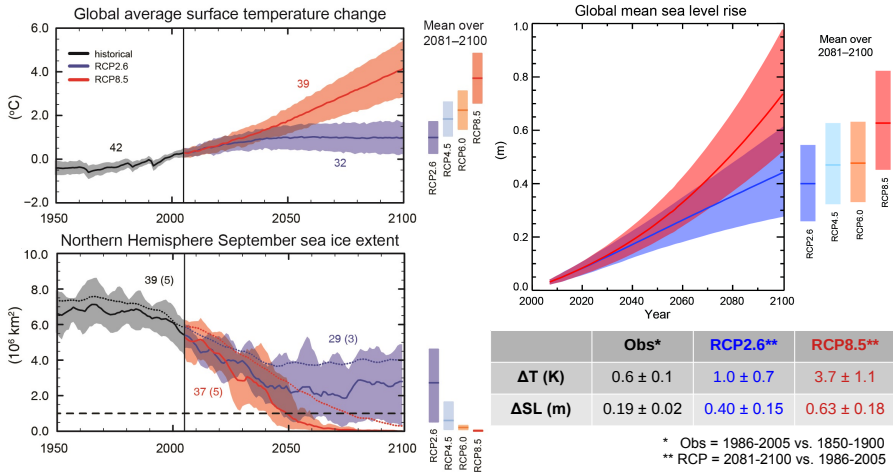 Global average surface temperature change
6.0
4.0
2.0
0.0
−2.0
(°C)
historical
RCP2.6
RCP8.5
42
39
32
1950
2000
2050
2100
Mean over
2081–2100
RCP2.6
RCP4.5
RCP6.0
RCP8.5
Northern Hemisphere September sea ice extent
10.0
8.0
6.0
4.0
2.0
0.0
(10⁶ km²)
39 (5)
29 (3)
37 (5)
1950
2000
2050
2100
RCP2.6
RCP4.5
RCP6.0
RCP8.5
Global mean sea level rise
1.0
0.8
0.6
0.4
0.2
0.0
(m)
2000
2020
2040
2060
2080
2100
Year
Mean over
2081–2100
RCP2.6
RCP4.5
RCP6.0
RCP8.5
Obs* RCP2.6** RCP8.5**
ΔT (K) 0.6 ± 0.1 1.0 ± 0.7 3.7 ± 1.1
ΔSL (m) 0.19 ± 0.02 0.40 ± 0.15 0.63 ± 0.18
* Obs = 1986-2005 vs. 1850-1900
** RCP = 2081-2100 vs. 1986-2005